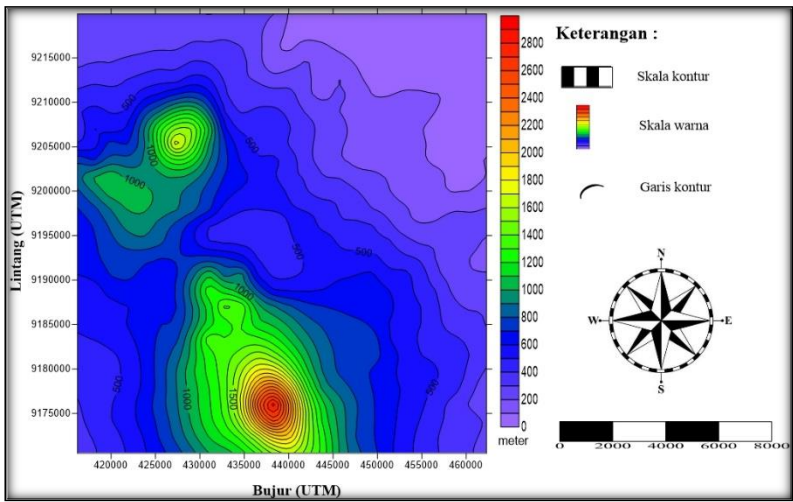 9215000
9210000
9205000
9200000
9195000
9190000
9185000
9180000
9175000
Lintang (UTM)
420000 425000 430000 435000 440000 445000 450000 455000 460000
Bujur (UTM)
500
1000
1000
500
500
500
1000
500
1000
1500
500
2800
2600
2400
2200
2000
1800
1600
1400
1200
1000
800
600
400
200
0
meter
Keterangan :
Skala kontur
Skala warna
Garis kontur
N
W E
S
0 2000 4000 6000 8000